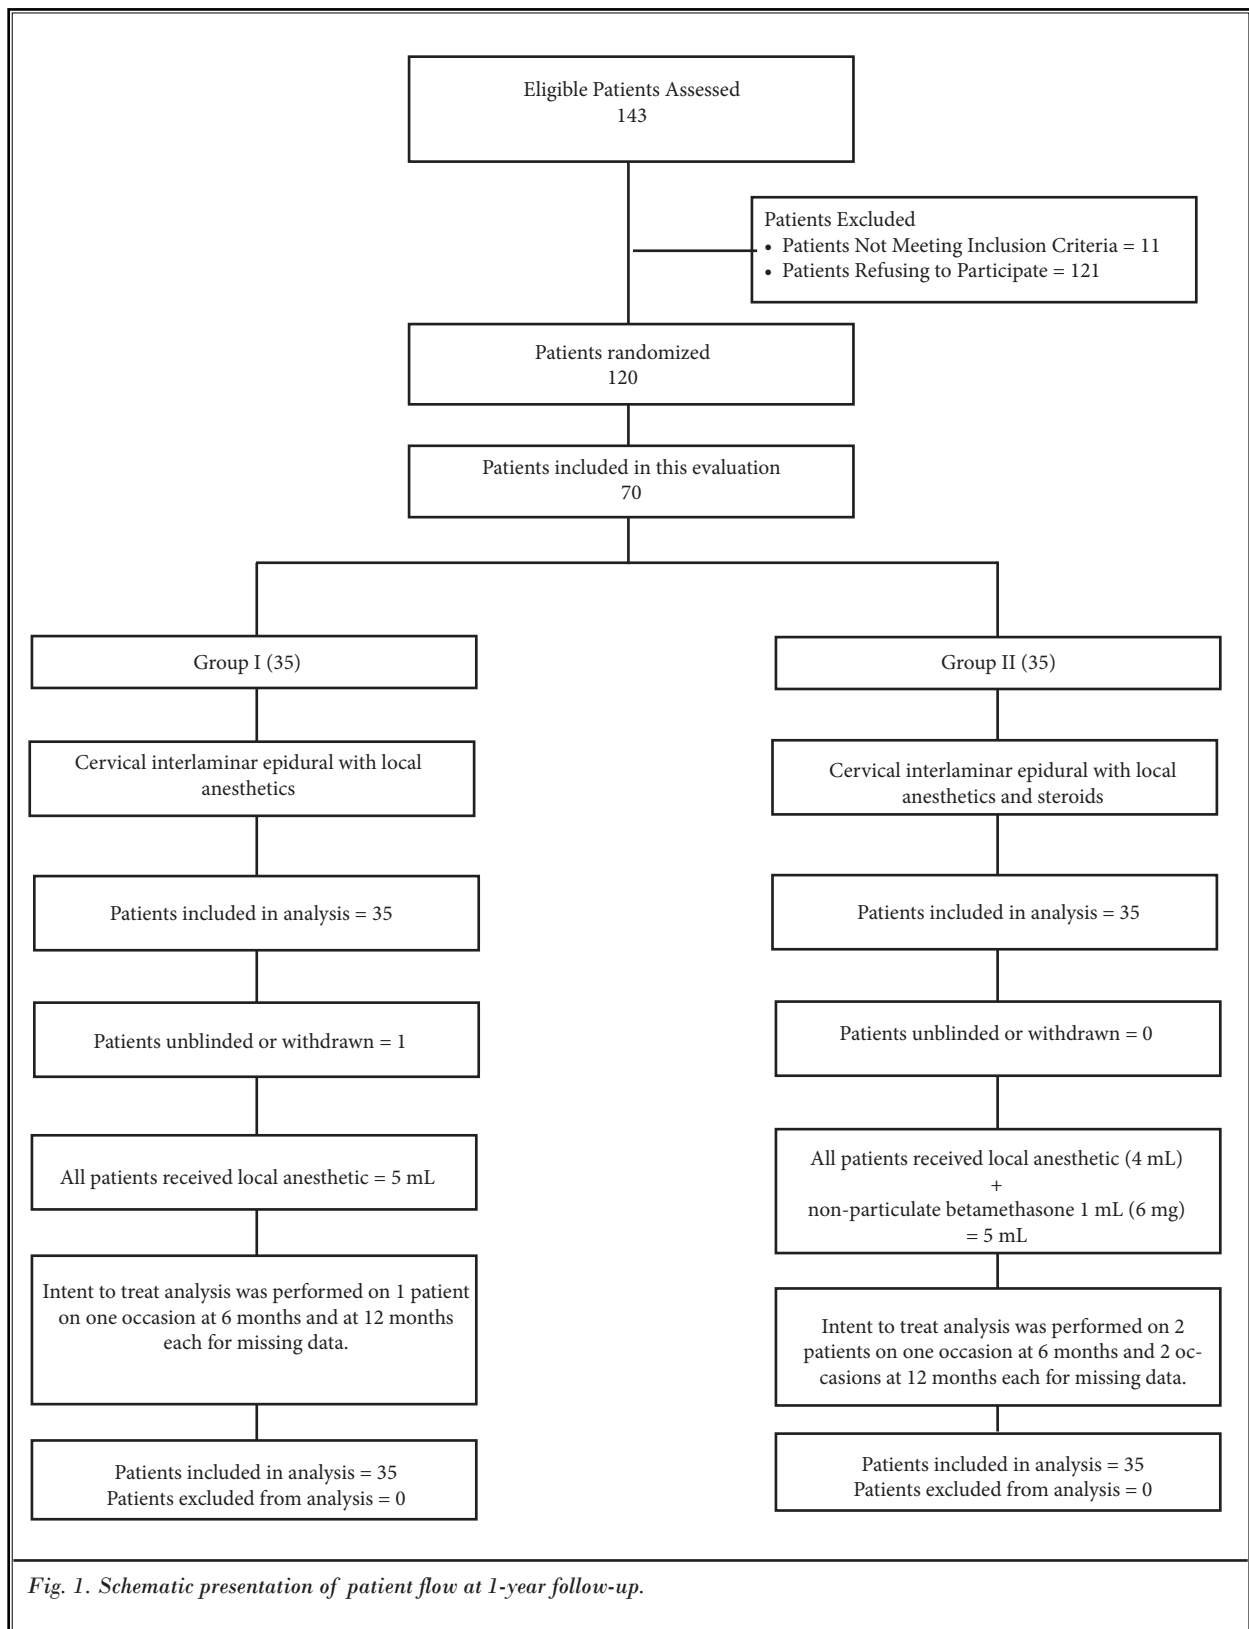 Eligible Patients Assessed
143
Patients Excluded
• Patients Not Meeting Inclusion Criteria = 11
• Patients Refusing to Participate = 121
Patients randomized
120
Patients included in this evaluation
70
Group I (35)
Group II (35)
Cervical interlaminar epidural with local
anesthetics
Cervical interlaminar epidural with local
anesthetics and steroids
Patients included in analysis = 35
Patients included in analysis = 35
Patients unblinded or withdrawn = 1
Patients unblinded or withdrawn = 0
All patients received local anesthetic = 5 mL
All patients received local anesthetic (4 mL)
+
non-particulate betamethasone 1 mL (6 mg)
= 5 mL
Intent to treat analysis was performed on 1 patient
on one occasion at 6 months and at 12 months
each for missing data.
Intent to treat analysis was performed on 2
patients on one occasion at 6 months and 2 oc-
casions at 12 months each for missing data.
Patients included in analysis = 35
Patients excluded from analysis = 0
Patients included in analysis = 35
Patients excluded from analysis = 0
Fig. 1. Schematic presentation of patient flow at 1-year follow-up.